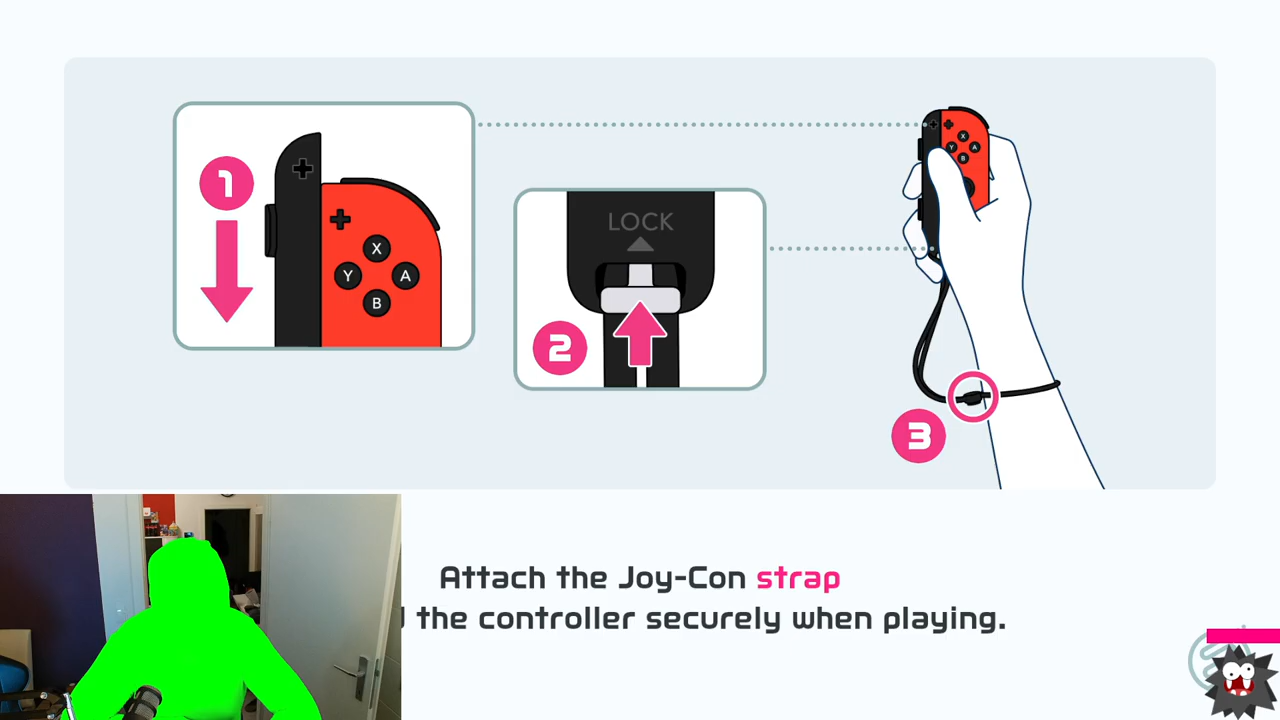 1
X
Y
A
B
LOCK
2
X
Y
A
B
3
Attach the Joy-Con strap
the controller securely when playing.